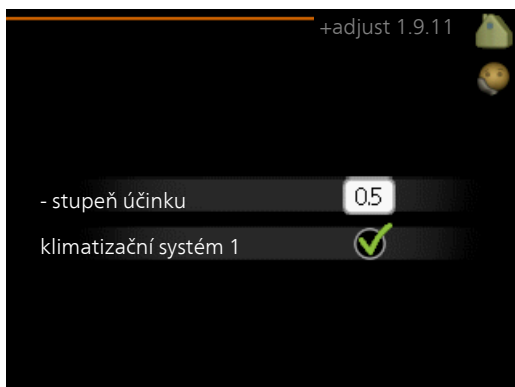 +adjust 1.9.11
- stupeň účinku 0.5
klimatizační systém 1